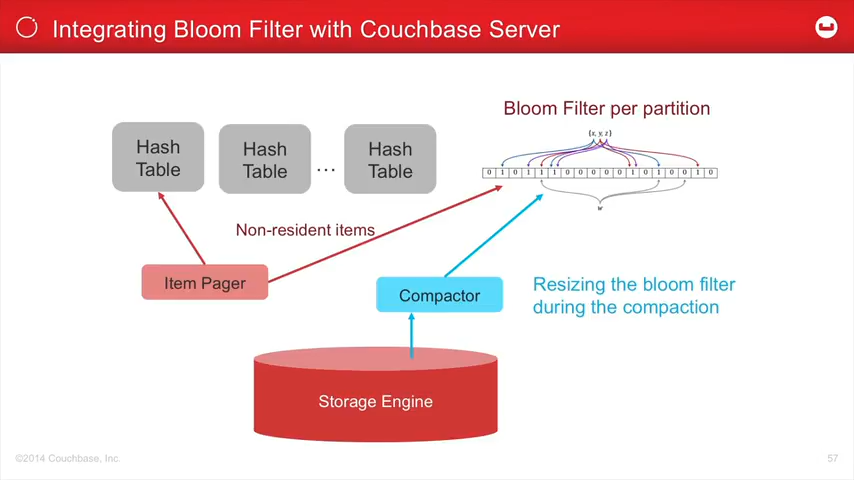 Integrating Bloom Filter with Couchbase Server
Bloom Filter per partition
{x, y, z}
0 1 0 1 1 1 0 0 0 0 0 1 0 1 0 0 1 0
w
Hash
Table
Hash
Table
...
Hash
Table
Non-resident items
Item Pager
Compactor
Resizing the bloom filter
during the compaction
Storage Engine
©2014 Couchbase, Inc.
57